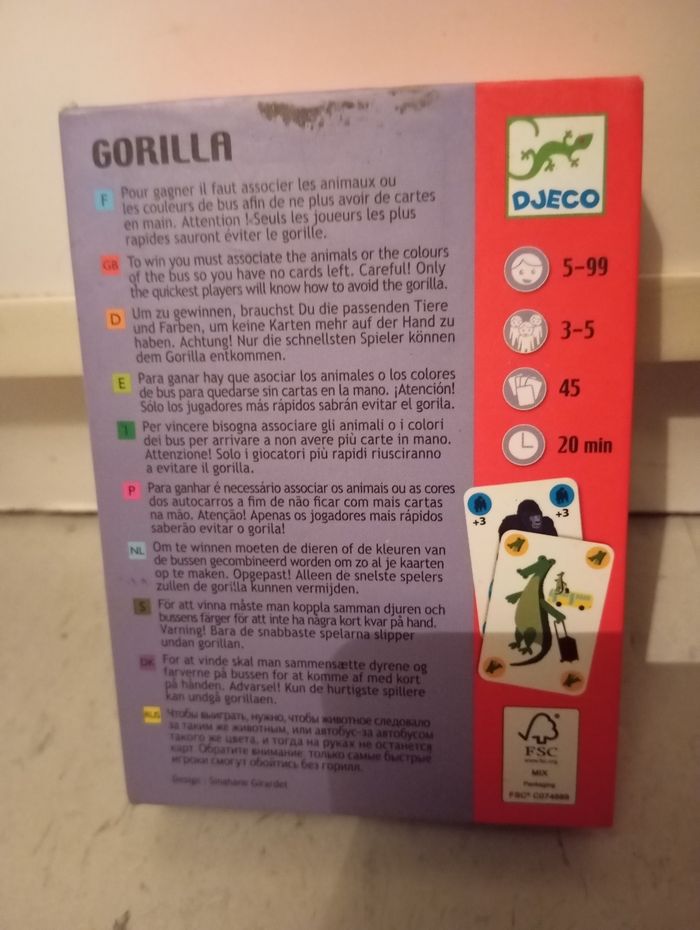 GORILLA
F Pour gagner il faut associer les animaux ou
les couleurs de bus afin de ne plus avoir de cartes
en main. Attention ! Seuls les joueurs les plus
rapides sauront éviter le gorille.
GB To win you must associate the animals or the colours
of the bus so you have no cards left. Careful! Only
the quickest players will know how to avoid the gorilla.
D Um zu gewinnen, brauchst Du die passenden Tiere
und Farben, um keine Karten mehr auf der Hand zu
haben. Achtung! Nur die schnellsten Spieler können
dem Gorilla entkommen.
E Para ganar hay que asociar los animales o los colores
de bus para quedarse sin cartas en la mano. ¡Atención!
Sólo los jugadores más rápidos sabrán evitar el gorila.
I Per vincere bisogna associare gli animali o i colori
dei bus per arrivare a non avere più carte in mano.
Attenzione! Solo i giocatori più rapidi riusciranno
a evitare il gorilla.
P Para ganhar é necessário associar os animais ou as cores
dos autocarros a fim de não ficar com mais cartas
na mão. Atenção! Apenas os jogadores mais rápidos
saberão evitar o gorila!
NL Om te winnen moeten de dieren of de kleuren van
de bussen gecombineerd worden om zo al je kaarten
op te maken. Opgepast! Alleen de snelste spelers
zullen de gorilla kunnen vermijden.
S För att vinna måste man koppla samman djuren och
bussens färger för att inte ha några kort kvar på hand.
Varning! Bara de snabbaste spelarna slipper
undan gorillan.
DK For at vinde skal man sammensætte dyrene og
farverne på bussen for at komme af med kort
på hånden. Advarsel! Kun de hurtigste spillere
kan undgå gorillaen.
RUS Чтобы выиграть, нужно, чтобы животное следовало
за таким же животным, или автобус-за автобусом
такого же цвета, и тогда на руках не останется
карт. Обратите внимание: только самые быстрые
игроки смогут обойтись без горилл.
Design : Stephane Girardet
DJECO
5-99
3-5
45
20 min
+3
+3
FSC
www.fsc.org
MIX
Packaging